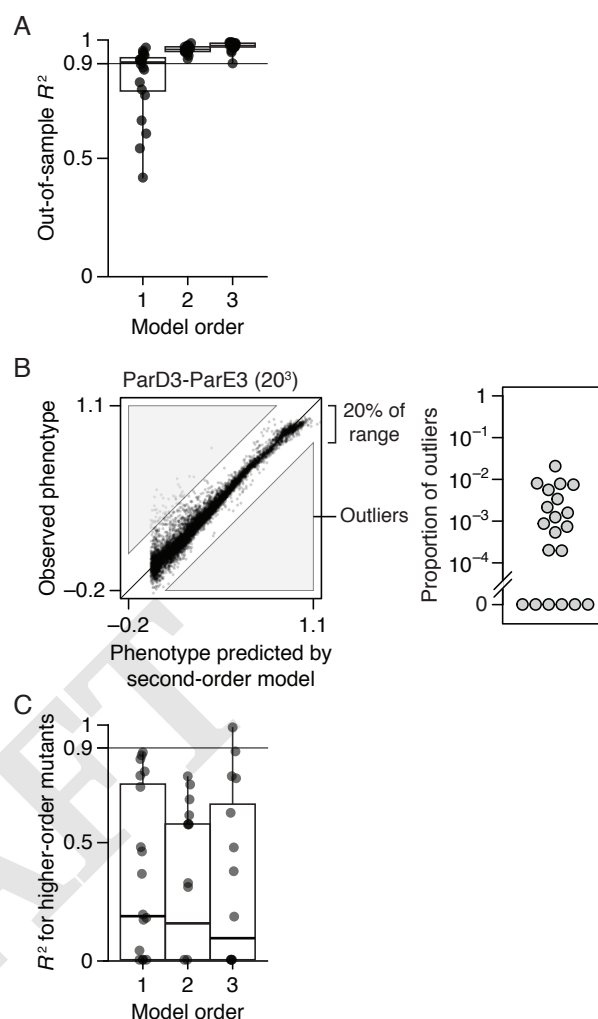 A
1
0.9
0.5
0
Out-of-sample R²
1 2 3
Model order
B
ParD3-ParE3 (20³)
1.1
−0.2
Observed phenotype
−0.2 1.1
Phenotype predicted by
second-order model
20% of
range
Outliers
Proportion of outliers
1
10⁻¹
10⁻²
10⁻³
10⁻⁴
0
C
1
0.9
0.5
0
R² for higher-order mutants
1 2 3
Model order